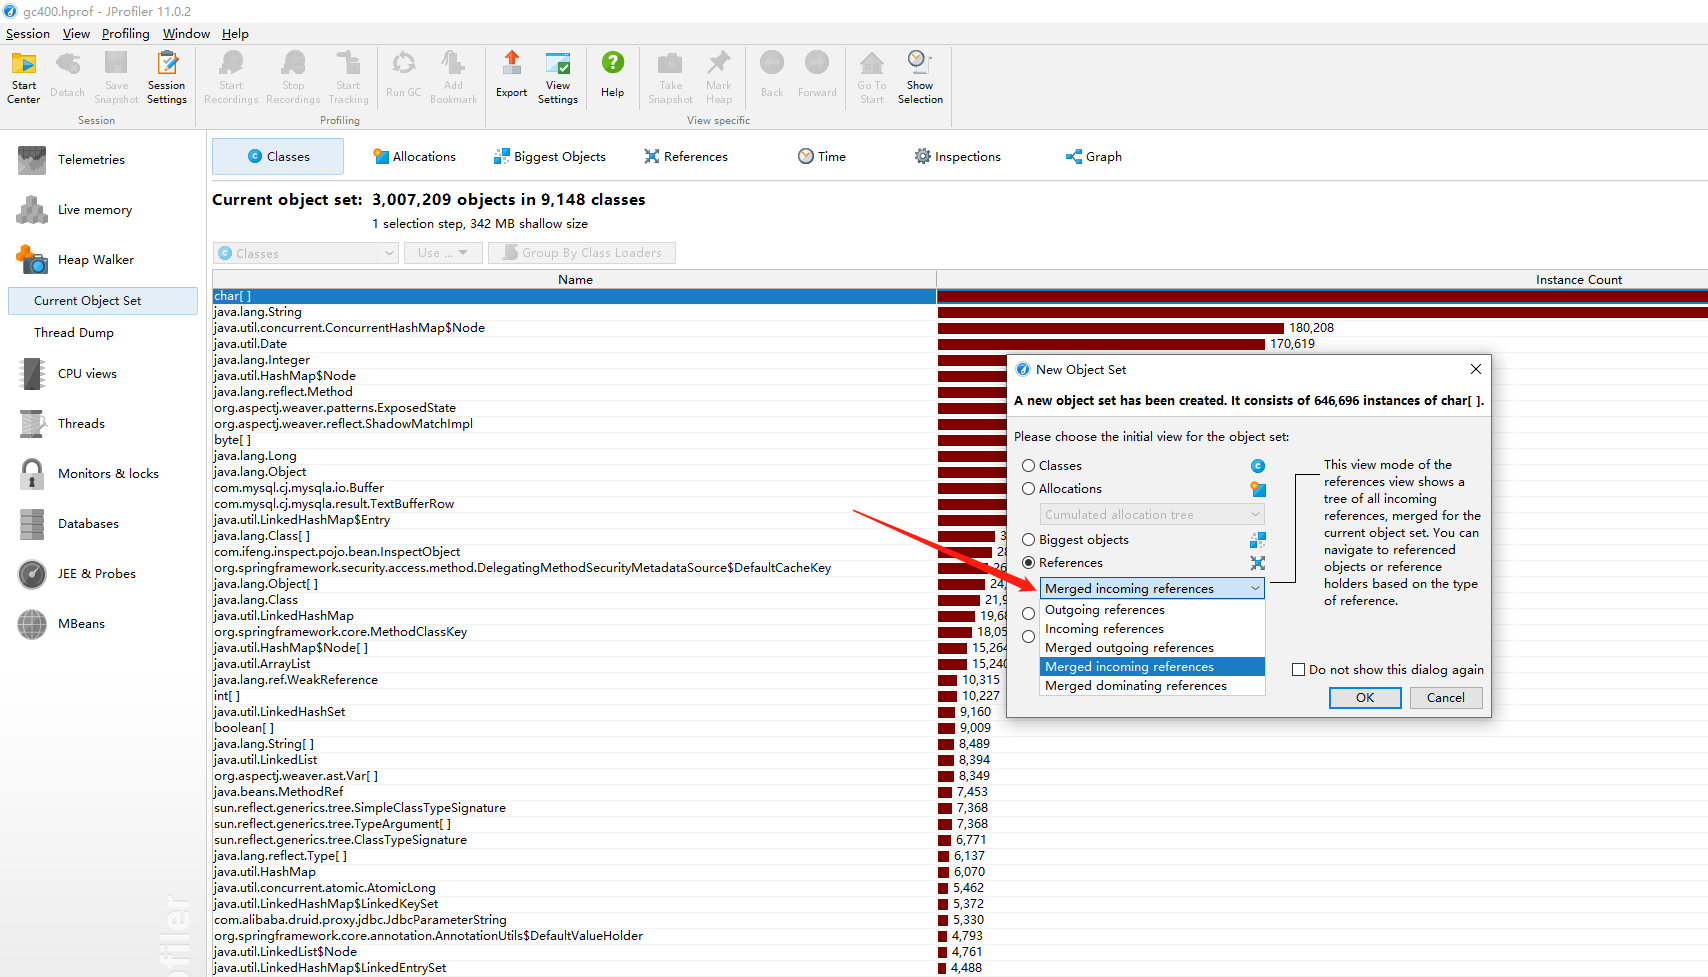 gc400.hprof - JProfiler 11.0.2
Session View Profiling Window Help
Start Center
Detach
Save Snapshot
Session Settings
Start Recordings
Stop Recordings
Start Tracking
Run GC
Add Bookmark
Export
View Settings
Help
Take Snapshot
Mark Heap
Back
Forward
Go To Start
Show Selection
Session
Profiling
View specific
Telemetries
Live memory
Heap Walker
Current Object Set
Thread Dump
CPU views
Threads
Monitors & locks
Databases
JEE & Probes
MBeans
Classes
Allocations
Biggest Objects
References
Time
Inspections
Graph
Current object set: 3,007,209 objects in 9,148 classes
1 selection step, 342 MB shallow size
Classes
Use ...
Group By Class Loaders
Name
Instance Count
char[ ]
java.lang.String
java.util.concurrent.ConcurrentHashMap$Node 180,208
java.util.Date 170,619
java.lang.Integer
java.util.HashMap$Node
java.lang.reflect.Method
org.aspectj.weaver.patterns.ExposedState
org.aspectj.weaver.reflect.ShadowMatchImpl
byte[ ]
java.lang.Long
java.lang.Object
com.mysql.cj.mysqla.io.Buffer
com.mysql.cj.mysqla.result.TextBufferRow
java.util.LinkedHashMap$Entry
java.lang.Class[ ] 3
com.ifeng.inspect.pojo.bean.InspectObject 28
org.springframework.security.access.method.DelegatingMethodSecurityMetadataSource$DefaultCacheKey 26
java.lang.Object[ ] 24,
java.lang.Class 21,9
java.util.LinkedHashMap 19,68
org.springframework.core.MethodClassKey 18,05
java.util.HashMap$Node[ ] 15,264
java.util.ArrayList 15,240
java.lang.ref.WeakReference 10,315
int[ ] 10,227
java.util.LinkedHashSet 9,160
boolean[ ] 9,009
java.lang.String[ ] 8,489
java.util.LinkedList 8,394
org.aspectj.weaver.ast.Var[ ] 8,349
java.beans.MethodRef 7,453
sun.reflect.generics.tree.SimpleClassTypeSignature 7,368
sun.reflect.generics.tree.TypeArgument[ ] 7,368
sun.reflect.generics.tree.ClassTypeSignature 6,771
java.lang.reflect.Type[ ] 6,137
java.util.HashMap 6,070
java.util.concurrent.atomic.AtomicLong 5,462
java.util.LinkedHashMap$LinkedKeySet 5,372
com.alibaba.druid.proxy.jdbc.JdbcParameterString 5,330
org.springframework.core.annotation.AnnotationUtils$DefaultValueHolder 4,793
java.util.LinkedList$Node 4,761
java.util.LinkedHashMap$LinkedEntrySet 4,488
New Object Set
A new object set has been created. It consists of 646,696 instances of char[ ].
Please choose the initial view for the object set:
Classes
Allocations
Cumulated allocation tree
Biggest objects
References
Merged incoming references
Outgoing references
Incoming references
Merged outgoing references
Merged incoming references
Merged dominating references
This view mode of the
references view shows a
tree of all incoming
references, merged for the
current object set. You can
navigate to referenced
objects or reference
holders based on the type
of reference.
Do not show this dialog again
OK
Cancel